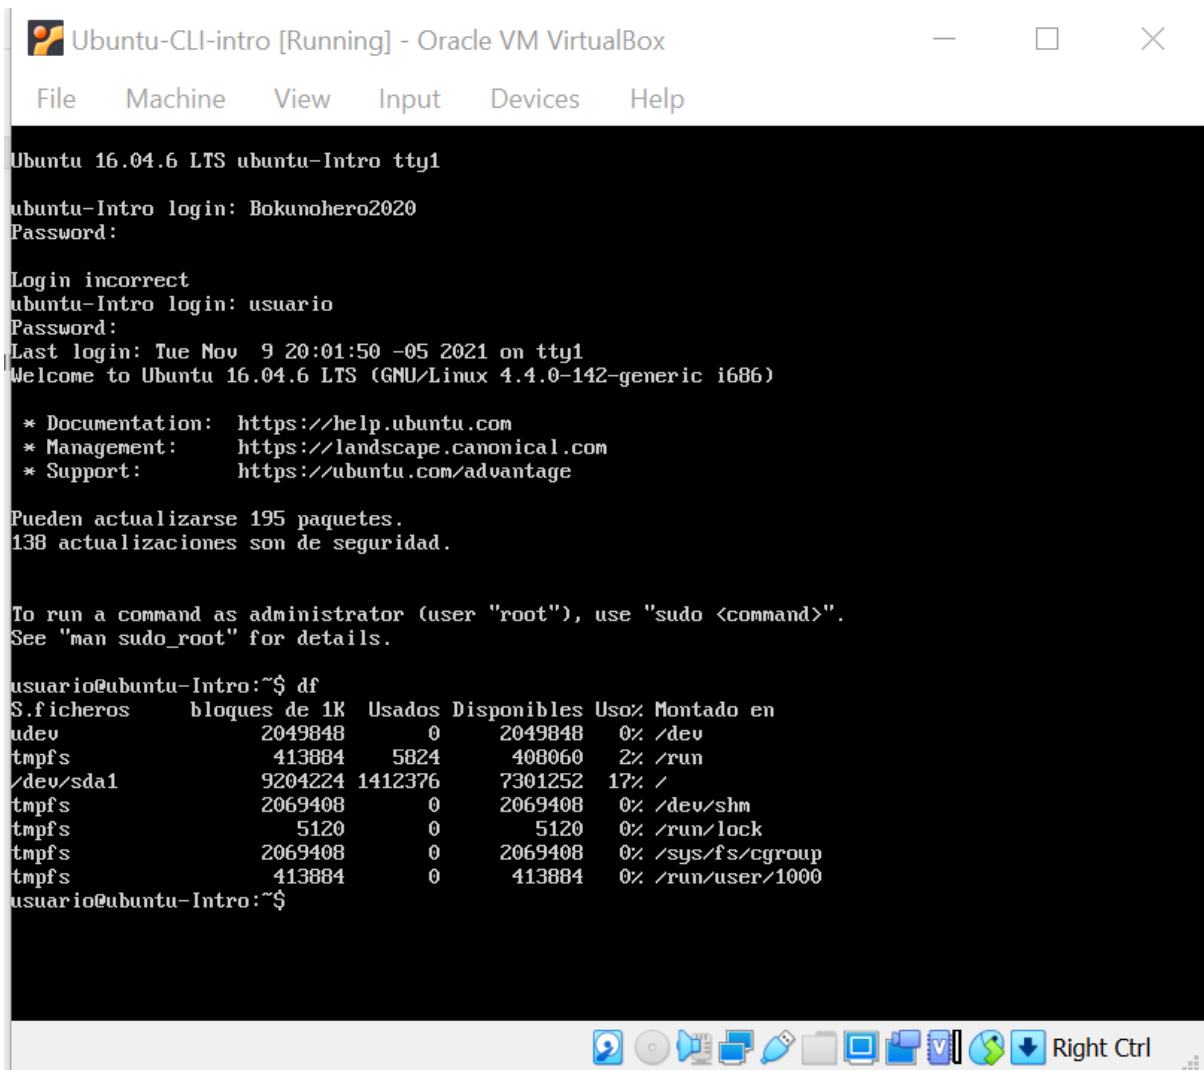 Ubuntu-CLI-intro [Running] - Oracle VM VirtualBox
File Machine View Input Devices Help
Ubuntu 16.04.6 LTS ubuntu-Intro tty1
ubuntu-Intro login: Bokunohero2020
Password:
Login incorrect
ubuntu-Intro login: usuario
Password:
Last login: Tue Nov  9 20:01:50 -05 2021 on tty1
Welcome to Ubuntu 16.04.6 LTS (GNU/Linux 4.4.0-142-generic i686)
* Documentation:  https://help.ubuntu.com
* Management:     https://landscape.canonical.com
* Support:        https://ubuntu.com/advantage
Pueden actualizarse 195 paquetes.
138 actualizaciones son de seguridad.
To run a command as administrator (user "root"), use "sudo <command>".
See "man sudo_root" for details.
usuario@ubuntu-Intro:~$ df
S.ficheros     bloques de 1K  Usados Disponibles Uso% Montado en
udev                 2049848       0     2049848   0% /dev
tmpfs                 413884    5824      408060   2% /run
/dev/sda1            9204224 1412376     7301252  17% /
tmpfs                2069408       0     2069408   0% /dev/shm
tmpfs                   5120       0        5120   0% /run/lock
tmpfs                2069408       0     2069408   0% /sys/fs/cgroup
tmpfs                 413884       0      413884   0% /run/user/1000
usuario@ubuntu-Intro:~$
Right Ctrl